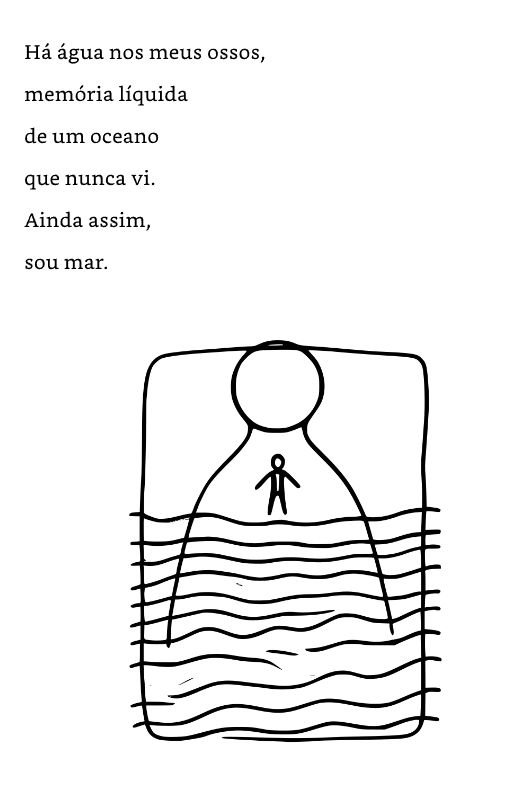 Há água nos meus ossos,
memória líquida
de um oceano
que nunca vi.
Ainda assim,
sou mar.